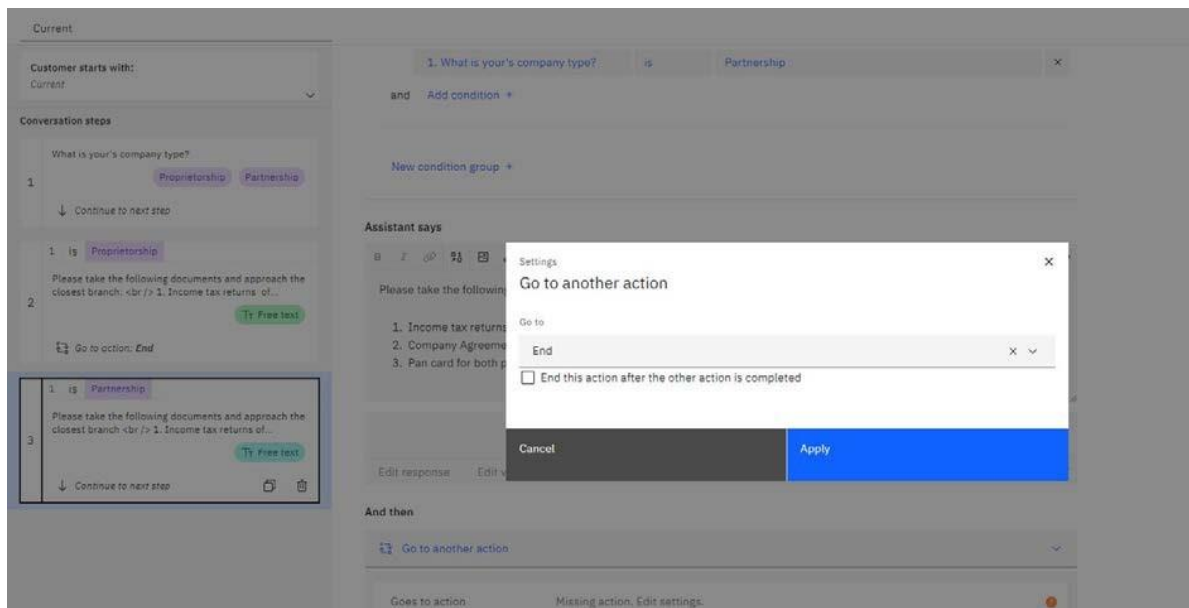 Current
Customer starts with:
Current
Conversation steps
1
What is your's company type?
Proprietorship Partnership
Continue to next step
2
1 is Proprietorship
Please take the following documents and approach the
closest branch: <br /> 1. Income tax returns of...
Free text
Go to action: End
3
1 is Partnership
Please take the following documents and approach the
closest branch <br /> 1. Income tax returns of...
Free text
Continue to next step
1. What is your's company type? is Partnership
and Add condition +
New condition group +
Assistant says
B I
Please take the following
1. Income tax returns
2. Company Agreeme
3. Pan card for both p
Edit response Edit v
And then
Go to another action
Goes to action Missing action. Edit settings.
Settings
Go to another action
Go to
End
End this action after the other action is completed
Cancel Apply